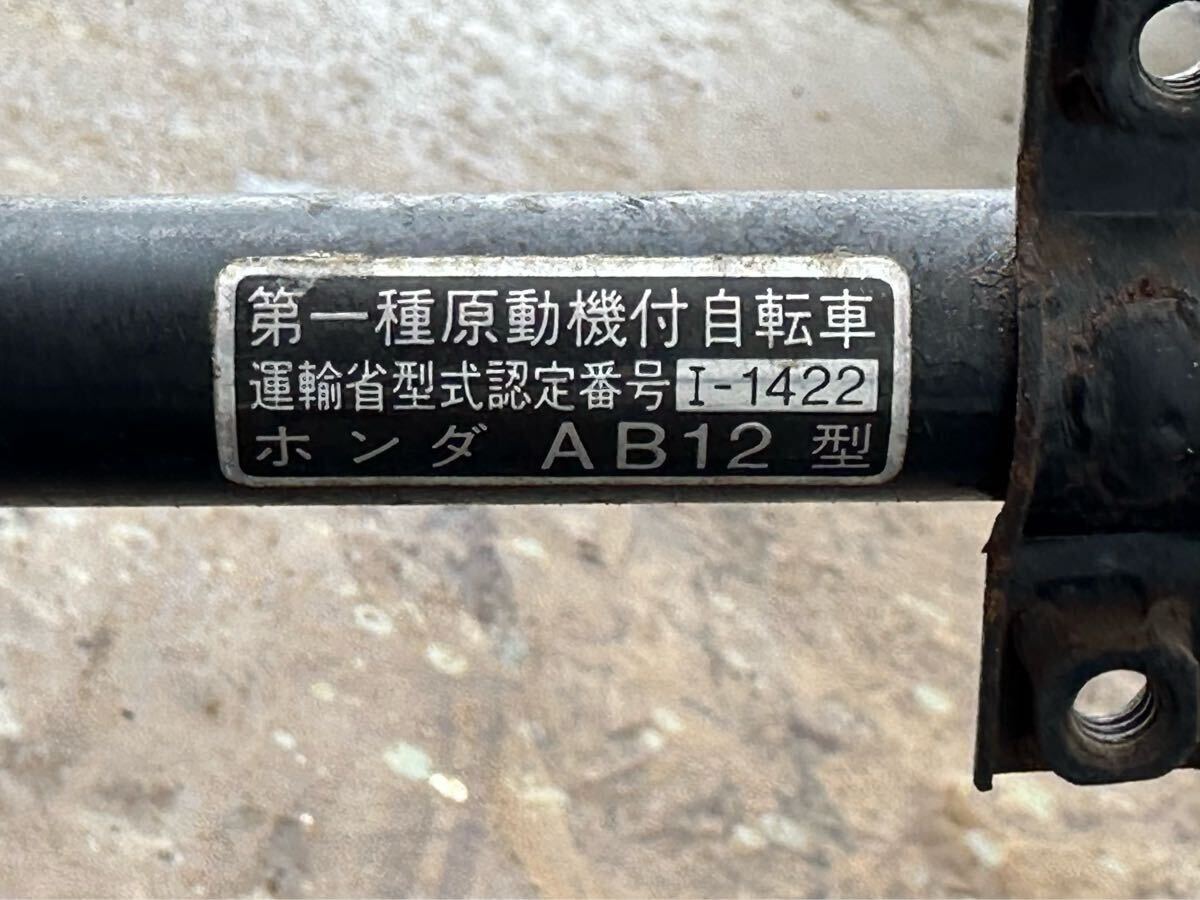 第一種原動機付自転車
運輸省型式認定番号 I-1422
ホンダ AB12 型